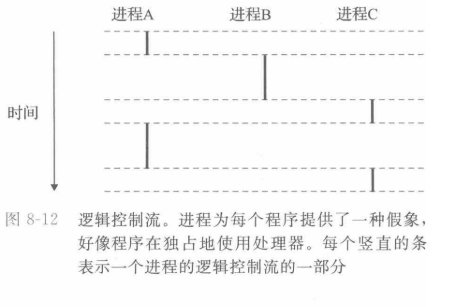 进程A 进程B 进程C
时间
图 8-12 逻辑控制流。进程为每个程序提供了一种假象，
好像程序在独占地使用处理器。每个竖直的条
表示一个进程的逻辑控制流的一部分